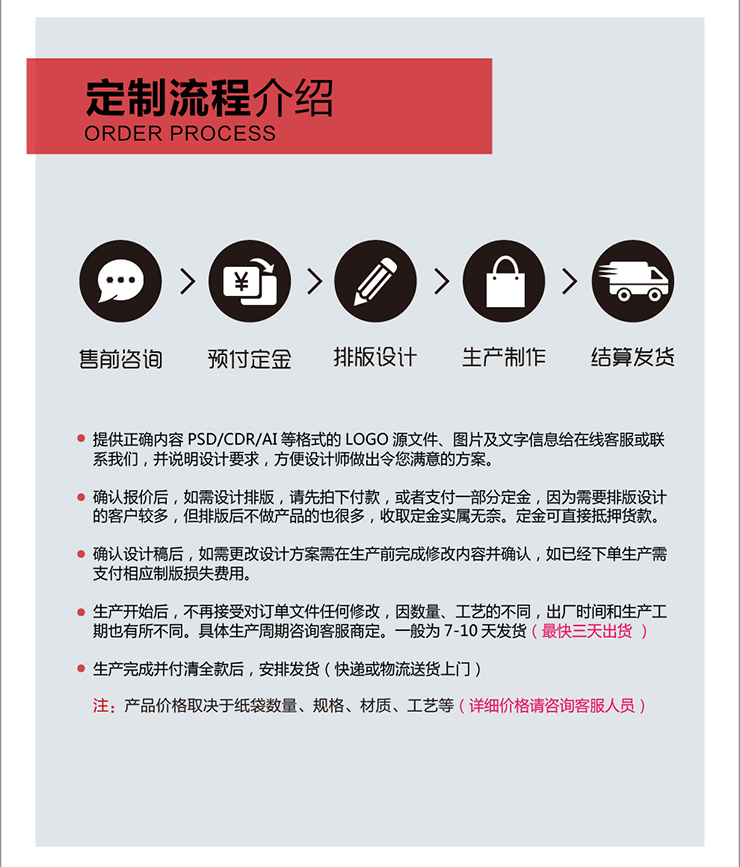 定制流程介绍
ORDER PROCESS
¥
售前咨询 预付定金 排版设计 生产制作 结算发货
提供正确内容 PSD/CDR/AI 等格式的 LOGO 源文件、图片及文字信息给在线客服或联
系我们，并说明设计要求，方便设计师做出令您满意的方案。
确认报价后，如需设计排版，请先拍下付款，或者支付一部分定金，因为需要排版设计
的客户较多，但排版后不做产品的也很多，收取定金实属无奈。定金可直接抵押货款。
确认设计稿后，如需更改设计方案需在生产前完成修改内容并确认，如已经下单生产需
支付相应制版损失费用。
生产开始后，不再接受对订单文件任何修改，因数量、工艺的不同，出厂时间和生产工
期也有所不同。具体生产周期咨询客服商定。一般为 7-10 天发货（最快三天出货 ）
生产完成并付清全款后，安排发货（快递或物流送货上门）
注：产品价格取决于纸袋数量、规格、材质、工艺等（详细价格请咨询客服人员）